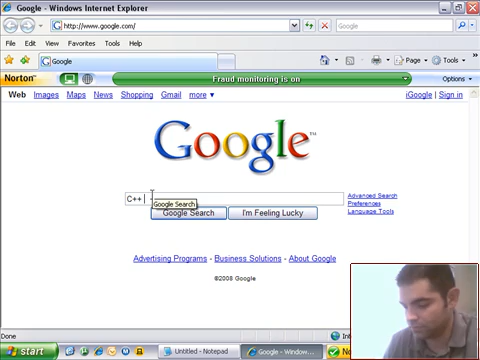 Google - Windows Internet Explorer
http://www.google.com/
Google
File Edit View Favorites Tools Help
Google
Page Tools
Norton
Fraud monitoring is on
Options
Web Images Maps News Shopping Gmail more
iGoogle | Sign in
Google™
C++
Google Search
Google Search
I'm Feeling Lucky
Advanced Search
Preferences
Language Tools
Advertising Programs - Business Solutions - About Google
©2008 Google
Done
start
Untitled - Notepad
Google - Window...